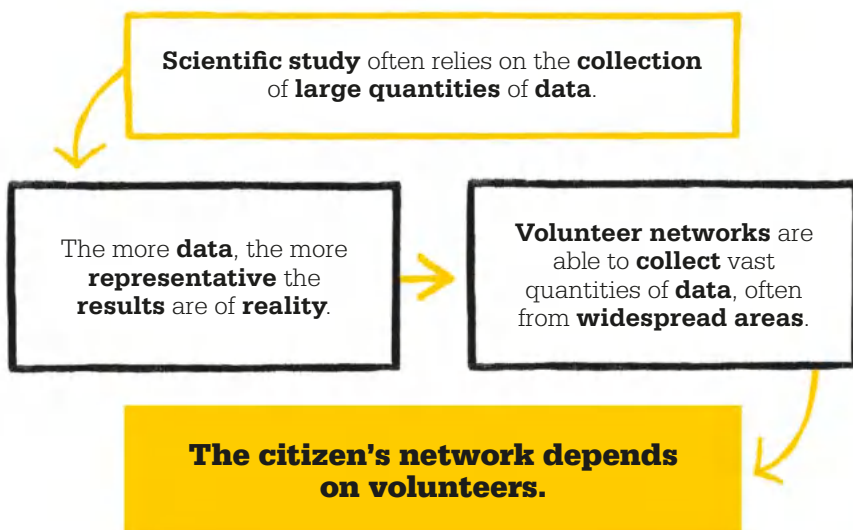 Scientific study often relies on the collection
of large quantities of data.
The more data, the more
representative the
results are of reality.
Volunteer networks are
able to collect vast
quantities of data, often
from widespread areas.
The citizen’s network depends
on volunteers.